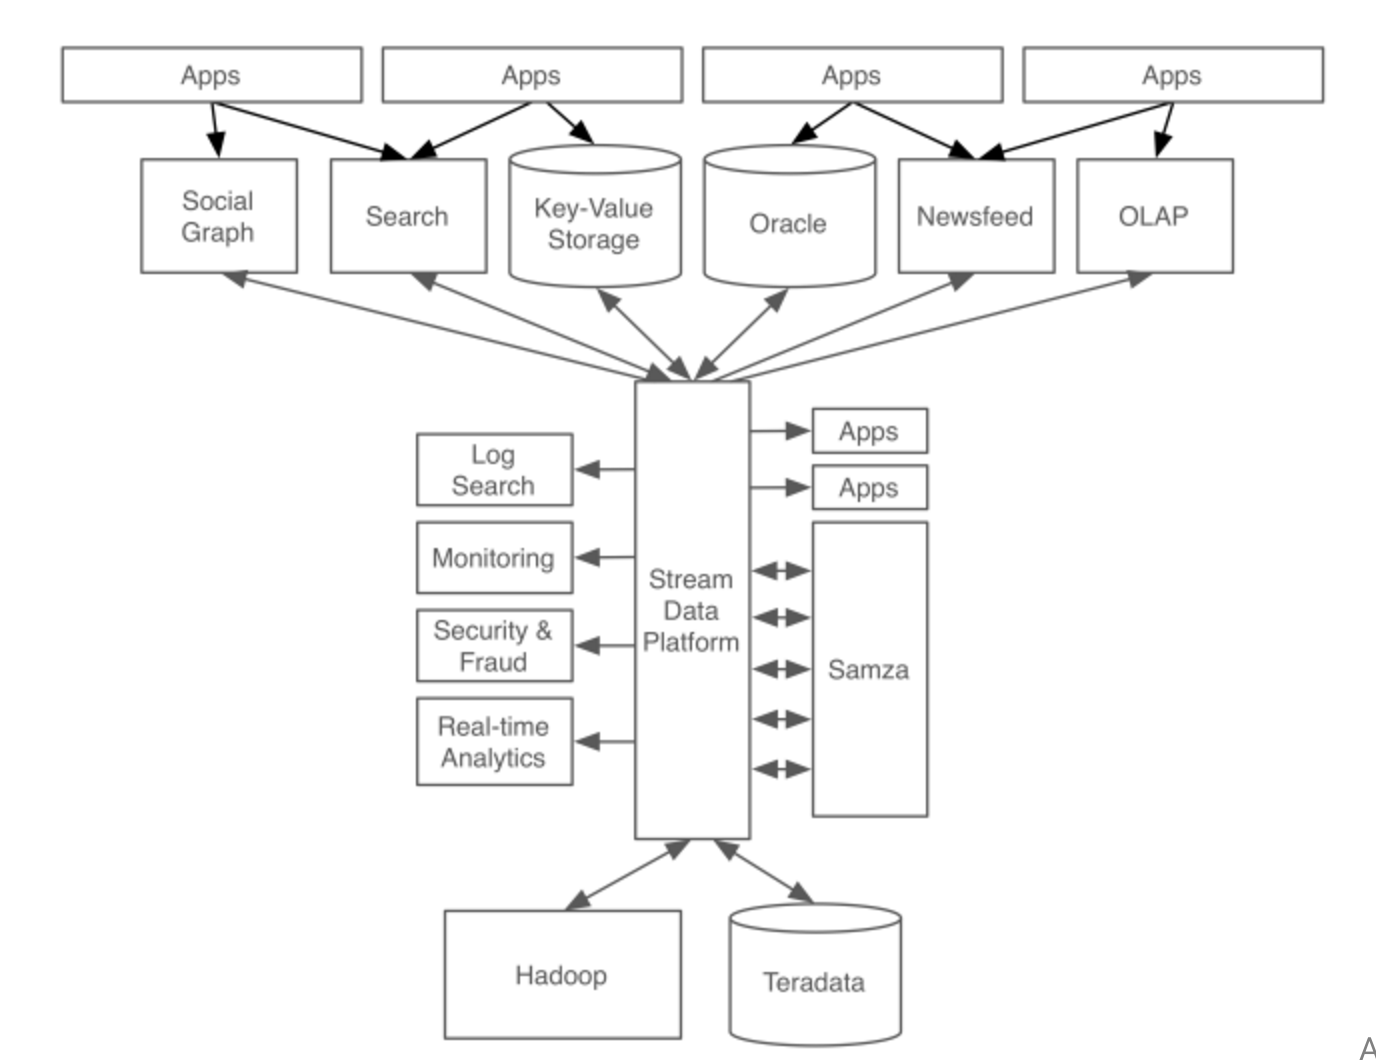 Apps
Apps
Apps
Apps
Social
Graph
Search
Key-Value
Storage
Oracle
Newsfeed
OLAP
Log
Search
Monitoring
Security &
Fraud
Real-time
Analytics
Stream
Data
Platform
Apps
Apps
Samza
Hadoop
Teradata
A